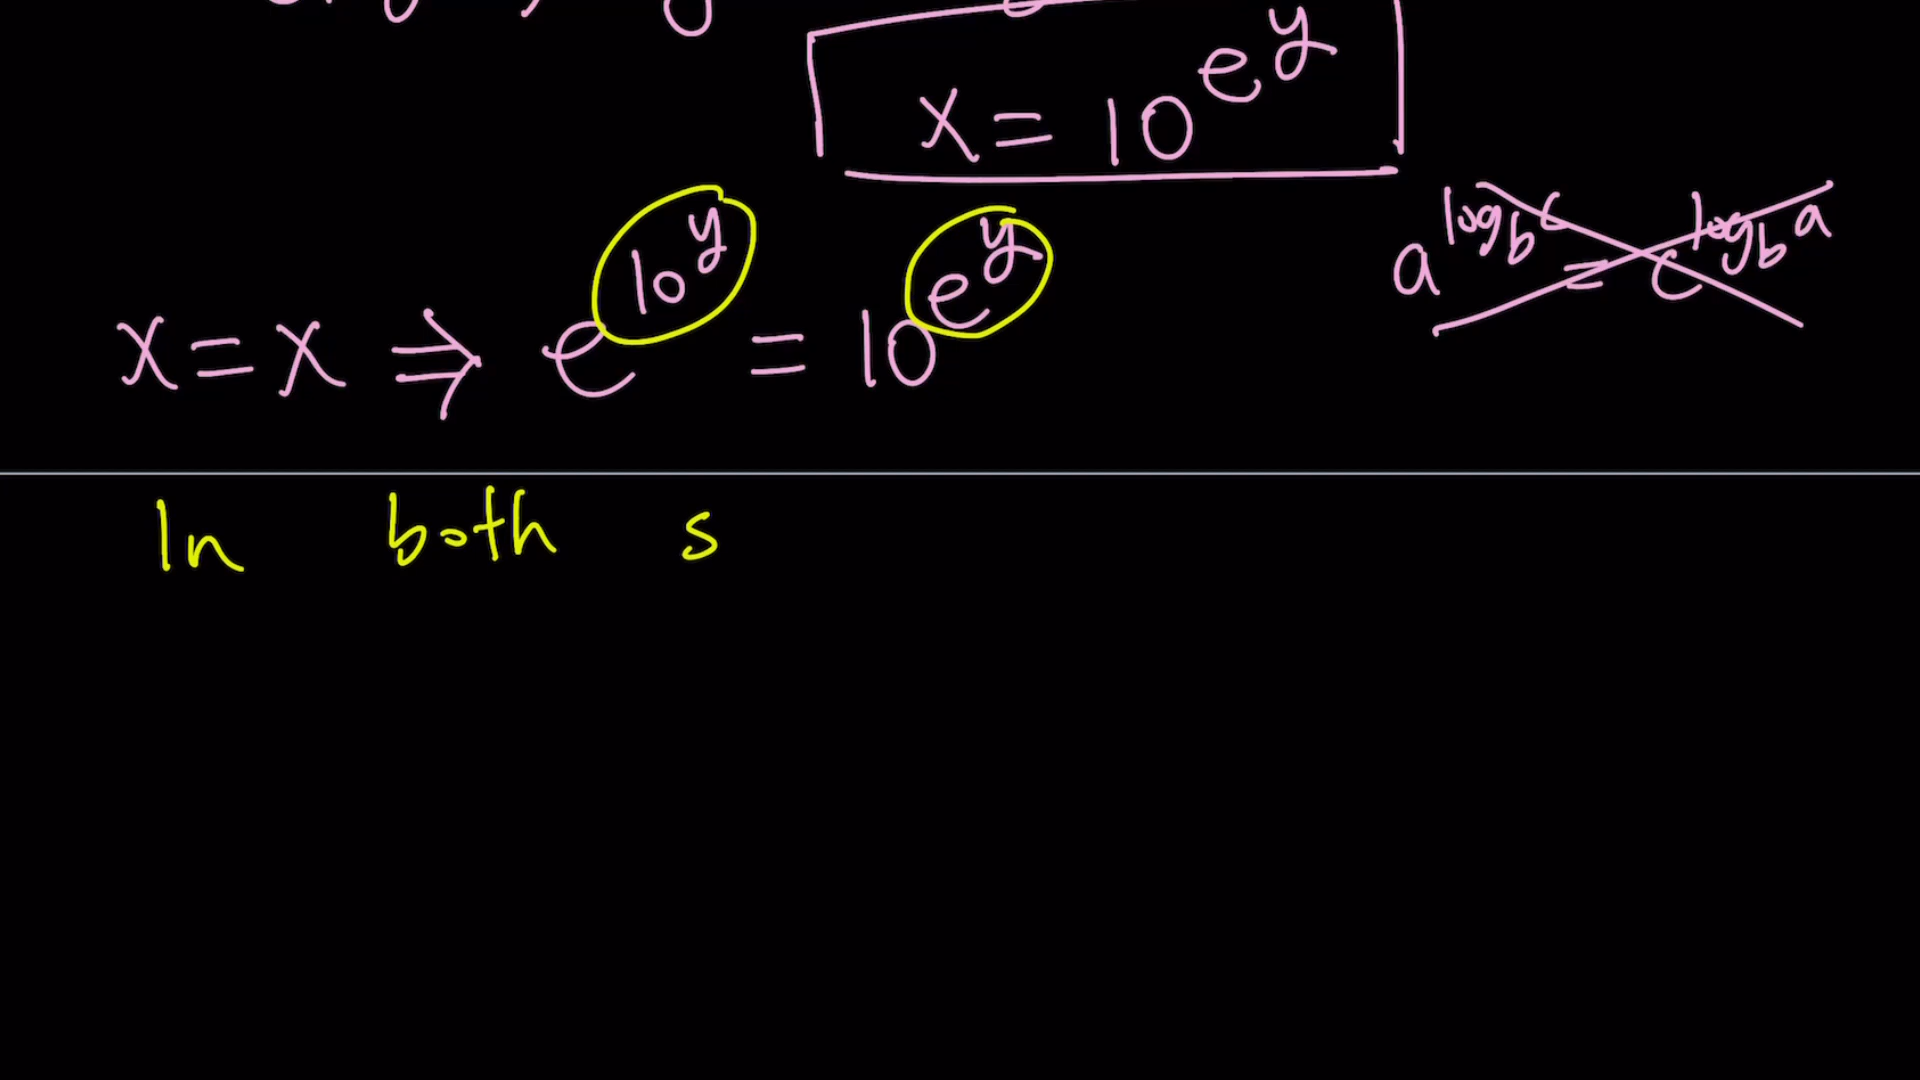 x = 10^{e^y}
a^{log_b c} = c^{log_b a}
x = x ⇒ e^{10^y} = 10^{e^y}
ln both s